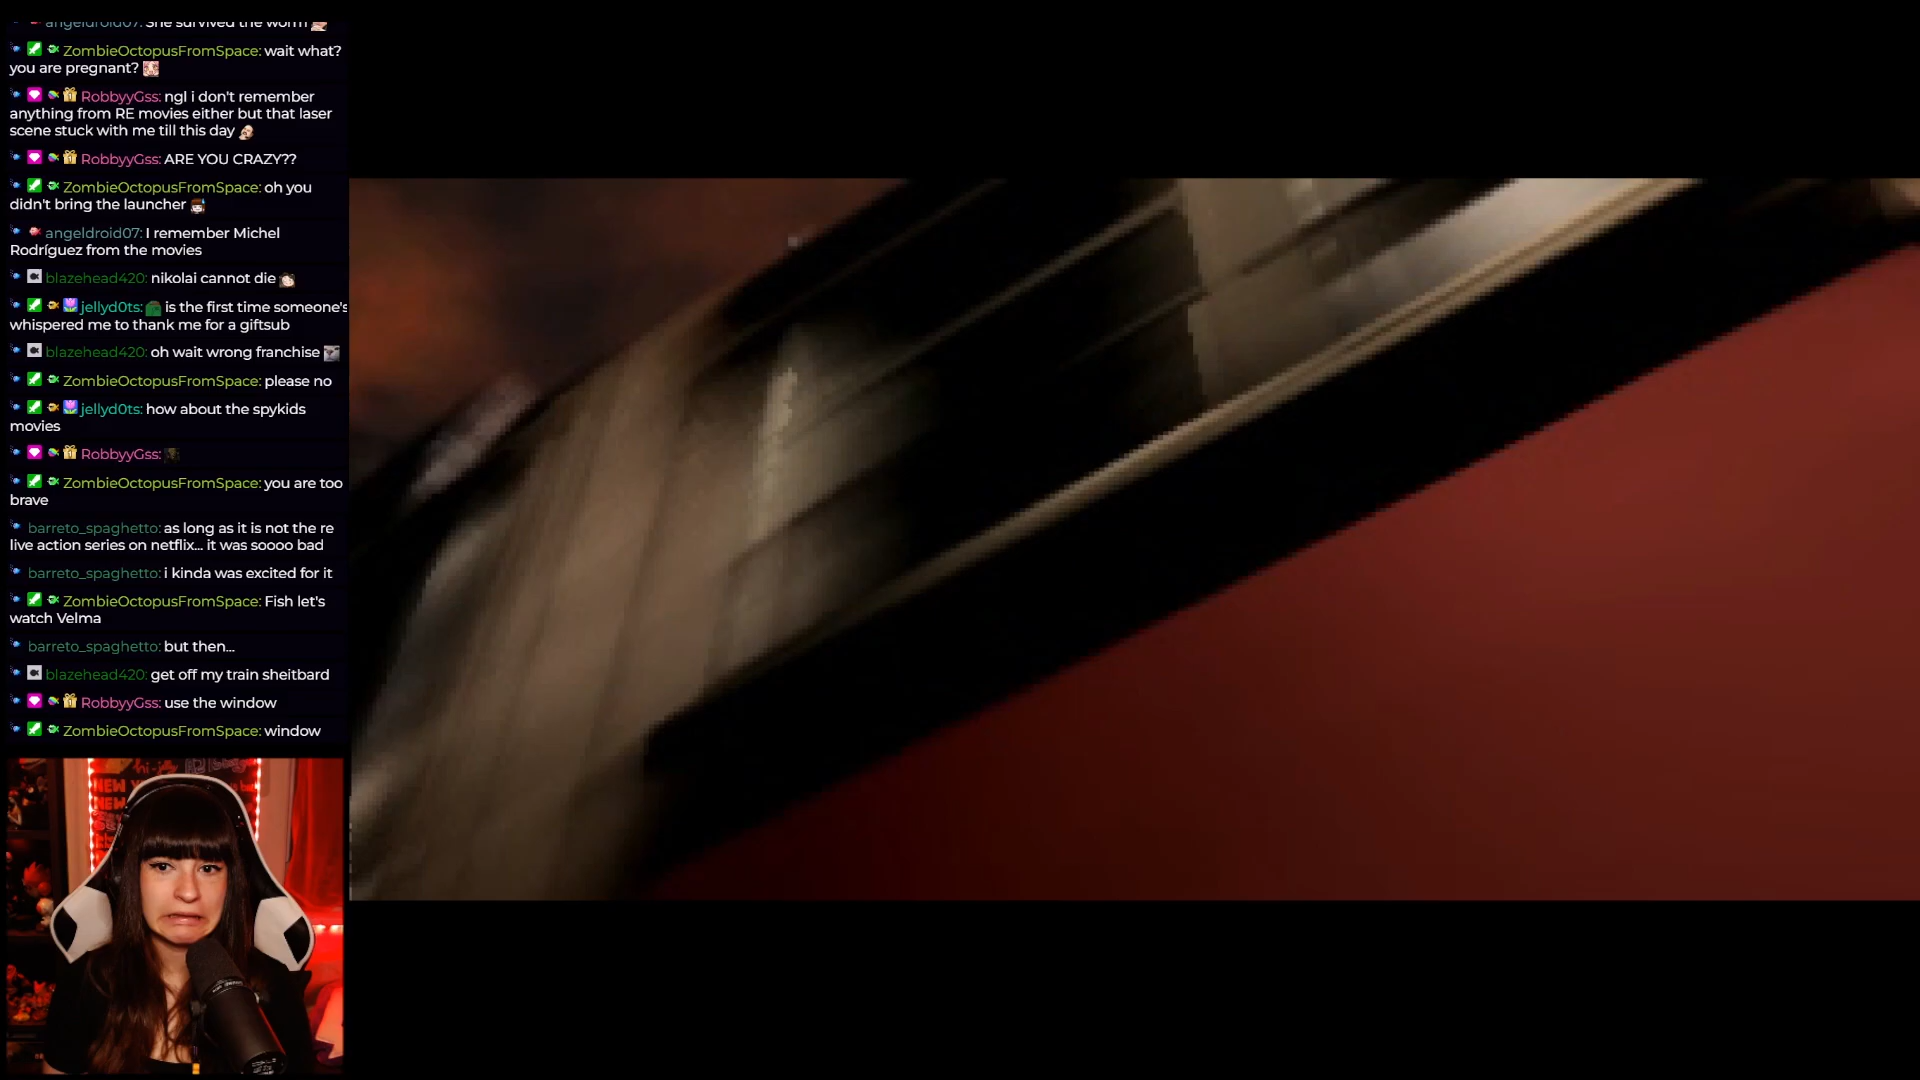 angeldroid07: She survived the worm
ZombieOctopusFromSpace: wait what?
you are pregnant?
RobbyyGss: ngl i don't remember
anything from RE movies either but that laser
scene stuck with me till this day
RobbyyGss: ARE YOU CRAZY??
ZombieOctopusFromSpace: oh you
didn't bring the launcher
angeldroid07: I remember Michel
Rodríguez from the movies
blazehead420: nikolai cannot die
jellyd0ts: is the first time someone's
whispered me to thank me for a giftsub
blazehead420: oh wait wrong franchise
ZombieOctopusFromSpace: please no
jellyd0ts: how about the spykids
movies
RobbyyGss:
ZombieOctopusFromSpace: you are too
brave
barreto_spaghetto: as long as it is not the re
live action series on netflix... it was soooo bad
barreto_spaghetto: i kinda was excited for it
ZombieOctopusFromSpace: Fish let's
watch Velma
barreto_spaghetto: but then...
blazehead420: get off my train sheitbard
RobbyyGss: use the window
ZombieOctopusFromSpace: window